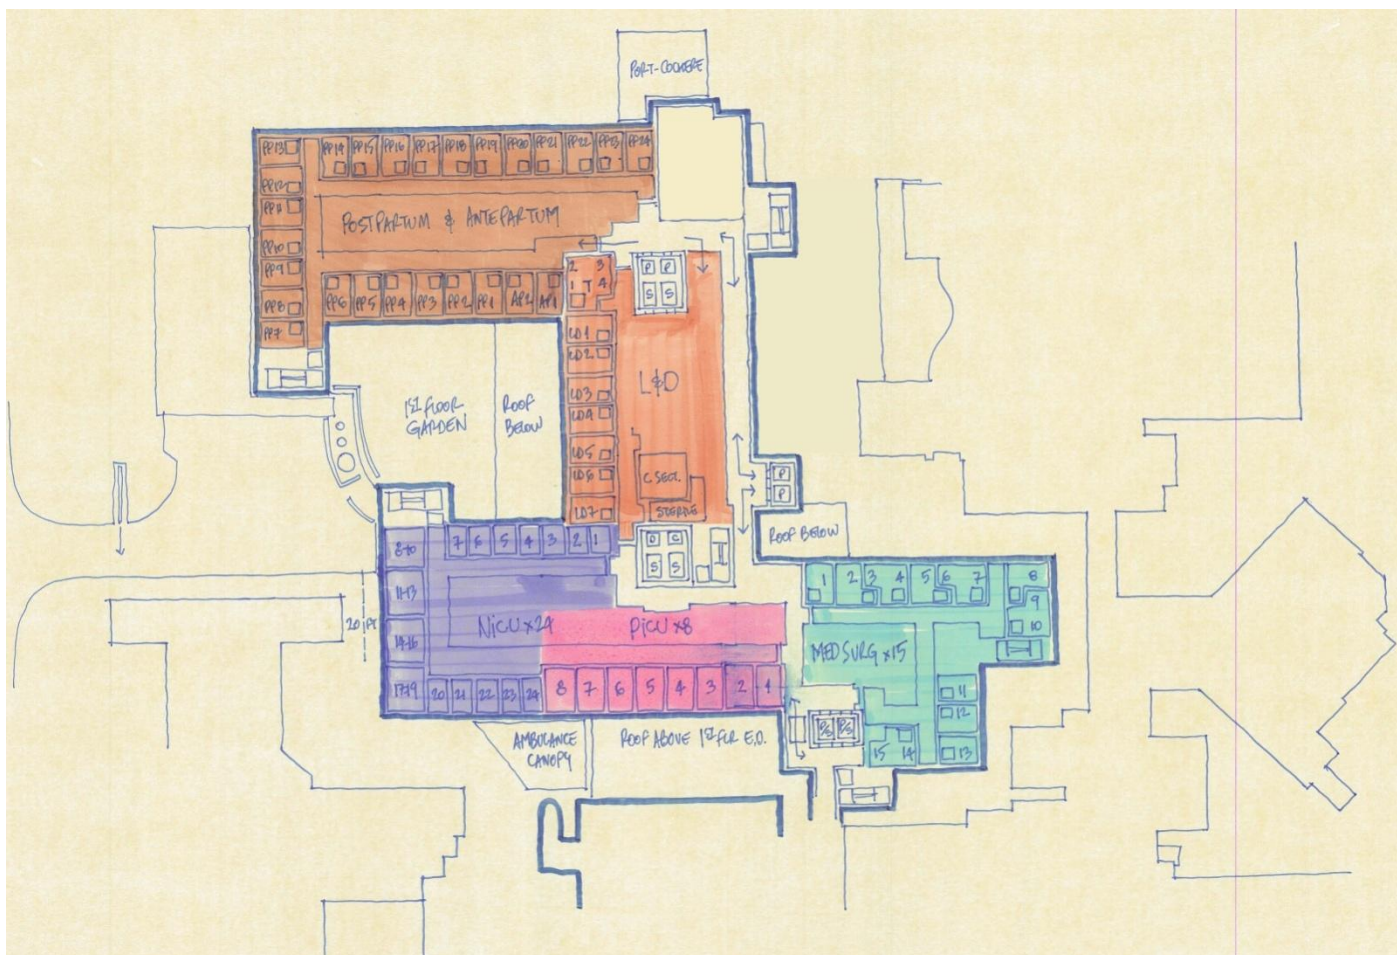 PORT-COCHERE
PP13 PP14 PP15 PP16 PP17 PP18 PP19 PP20 PP21 PP22 PP23 PP24
PP12
PP11
POSTPARTUM & ANTEPARTUM
PP10
PP9
PP8
PP7
PP6 PP5 PP4 PP3 PP2 PP1 AP2 AP1
2 3
1 T 4
P P
S S
LD1
LD2
LD3
LD4
LD5
LD6
LD7
L&D
C. SECT.
STERILE
1ST FLOOR
GARDEN
ROOF
BELOW
P
P
D C
S S
ROOF BELOW
8-10 7 6 5 4 3 2 1
11-13
14-16
17-19 20 21 22 23 24
20 FT
NICU x24
PICU x8
8 7 6 5 4 3 2 1
1 2 3 4 5 6 7 8
9
10
MEDSURG x15
11
12
13
15 14
P/S P/S
AMBULANCE
CANOPY
ROOF ABOVE 1ST FLR E.D.